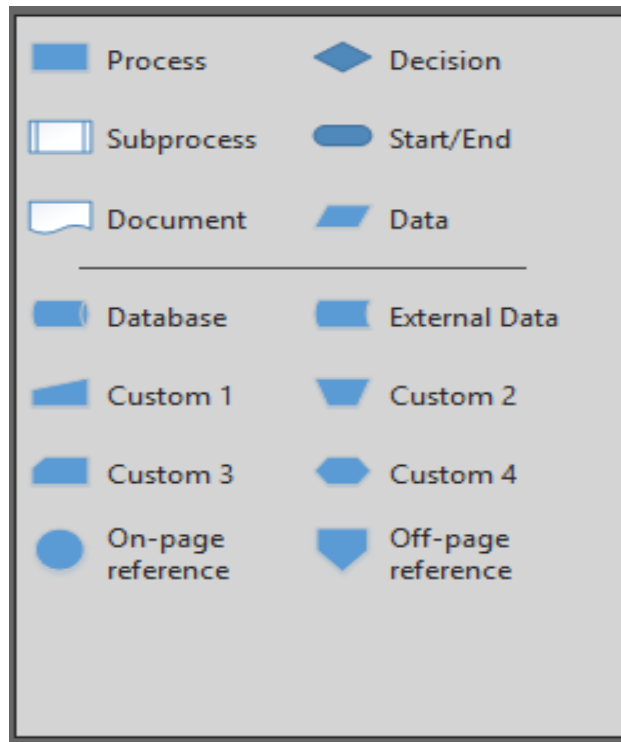 Process
Decision
Subprocess
Start/End
Document
Data
Database
External Data
Custom 1
Custom 2
Custom 3
Custom 4
On-page
reference
Off-page
reference